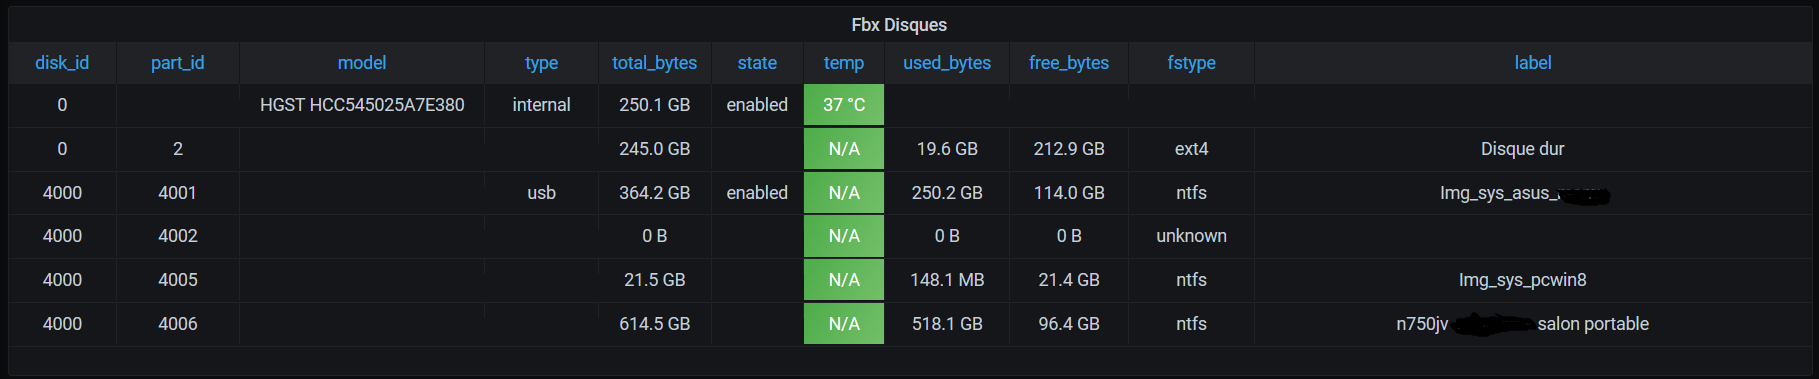 Fbx Disques
disk_id part_id model type total_bytes state temp used_bytes free_bytes fstype label
0 HGST HCC545025A7E380 internal 250.1 GB enabled 37 °C
0 2 245.0 GB N/A 19.6 GB 212.9 GB ext4 Disque dur
4000 4001 usb 364.2 GB enabled N/A 250.2 GB 114.0 GB ntfs Img_sys_asus_
4000 4002 0 B N/A 0 B 0 B unknown
4000 4005 21.5 GB N/A 148.1 MB 21.4 GB ntfs Img_sys_pcwin8
4000 4006 614.5 GB N/A 518.1 GB 96.4 GB ntfs n750jv salon portable